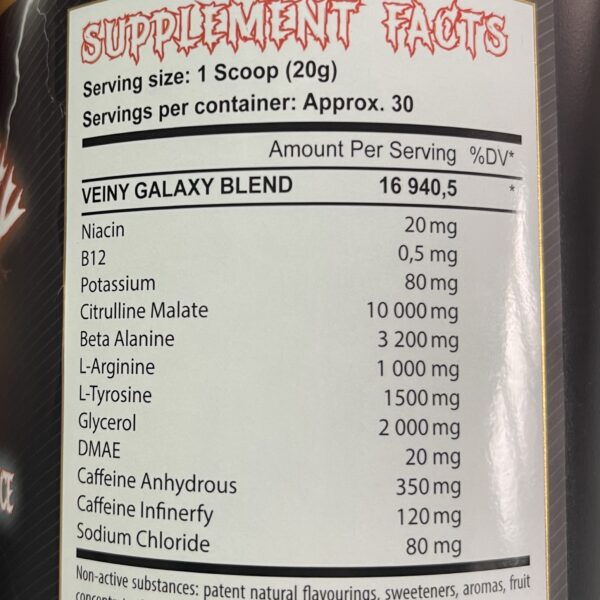 SUPPLEMENT FACTS
Serving size: 1 Scoop (20g)
Servings per container: Approx. 30
Amount Per Serving %DV*
VEINY GALAXY BLEND 16 940,5 *
Niacin 20 mg
B12 0,5 mg
Potassium 80 mg
Citrulline Malate 10 000 mg
Beta Alanine 3 200 mg
L-Arginine 1 000 mg
L-Tyrosine 1500 mg
Glycerol 2 000 mg
DMAE 20 mg
Caffeine Anhydrous 350 mg
Caffeine Infinerfy 120 mg
Sodium Chloride 80 mg
Non-active substances: patent natural flavourings, sweeteners, aromas, fruit